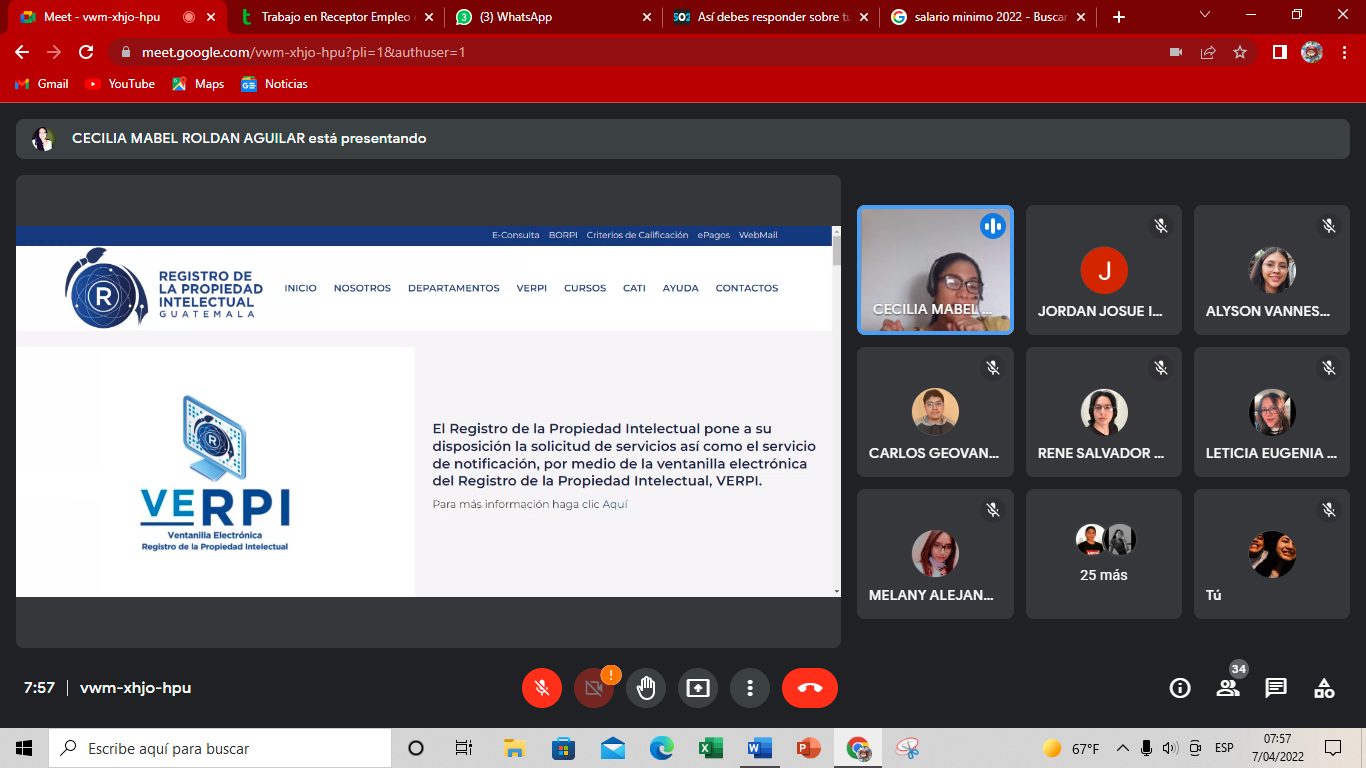 Meet - vwm-xhjo-hpu
Trabajo en Receptor Empleo
(3) WhatsApp
Así debes responder sobre tu
salario minimo 2022 - Buscar
meet.google.com/vwm-xhjo-hpu?pli=1&authuser=1
Gmail
YouTube
Maps
Noticias
CECILIA MABEL ROLDAN AGUILAR está presentando
E-Consulta BORPI Criterios de Calificación ePagos WebMail
REGISTRO DE
LA PROPIEDAD
INTELECTUAL
GUATEMALA
R
INICIO NOSOTROS DEPARTAMENTOS VERPI CURSOS CATI AYUDA CONTACTOS
R
VERPI
Ventanilla Electrónica
Registro de la Propiedad Intelectual
El Registro de la Propiedad Intelectual pone a su
disposición la solicitud de servicios así como el servicio
de notificación, por medio de la ventanilla electrónica
del Registro de la Propiedad Intelectual, VERPI.
Para más información haga clic Aquí
CECILIA MABEL ...
J
JORDAN JOSUE I...
ALYSON VANNES...
CARLOS GEOVAN...
RENE SALVADOR ...
LETICIA EUGENIA ...
MELANY ALEJAN...
25 más
Tú
7:57 | vwm-xhjo-hpu
!
34
Escribe aquí para buscar
67°F
ESP
07:57
7/04/2022